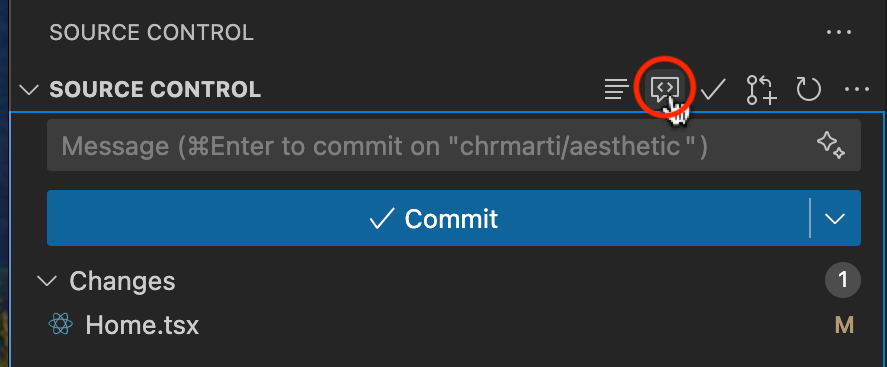 SOURCE CONTROL
SOURCE CONTROL
Message (⌘Enter to commit on "chrmarti/aesthetic")
Commit
Changes 1
Home.tsx M